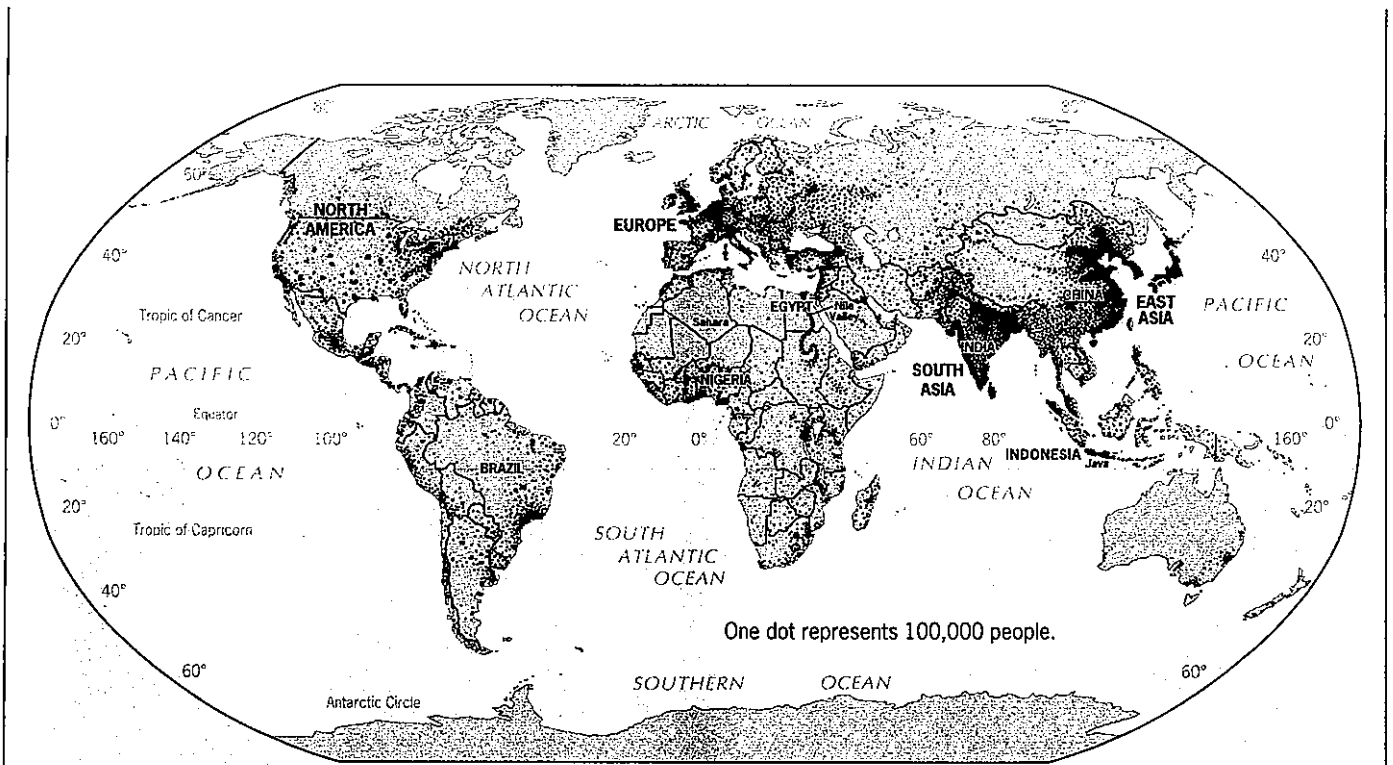 80°
80°
ARCTIC OCEAN
60°
NORTH
AMERICA
EUROPE
40°
40°
NORTH
ATLANTIC
OCEAN
EGYPT
Nile
Valley
Sahara
CHINA
EAST
ASIA
PACIFIC
OCEAN
Tropic of Cancer
20°
20°
INDIA
SOUTH
ASIA
PACIFIC
OCEAN
NIGERIA
Equator
0°
160°
140°
120°
100°
20°
0°
60°
80°
160°
0°
INDIAN
OCEAN
INDONESIA
Java
BRAZIL
20°
20°
Tropic of Capricorn
SOUTH
ATLANTIC
OCEAN
40°
One dot represents 100,000 people.
60°
60°
SOUTHERN OCEAN
Antarctic Circle